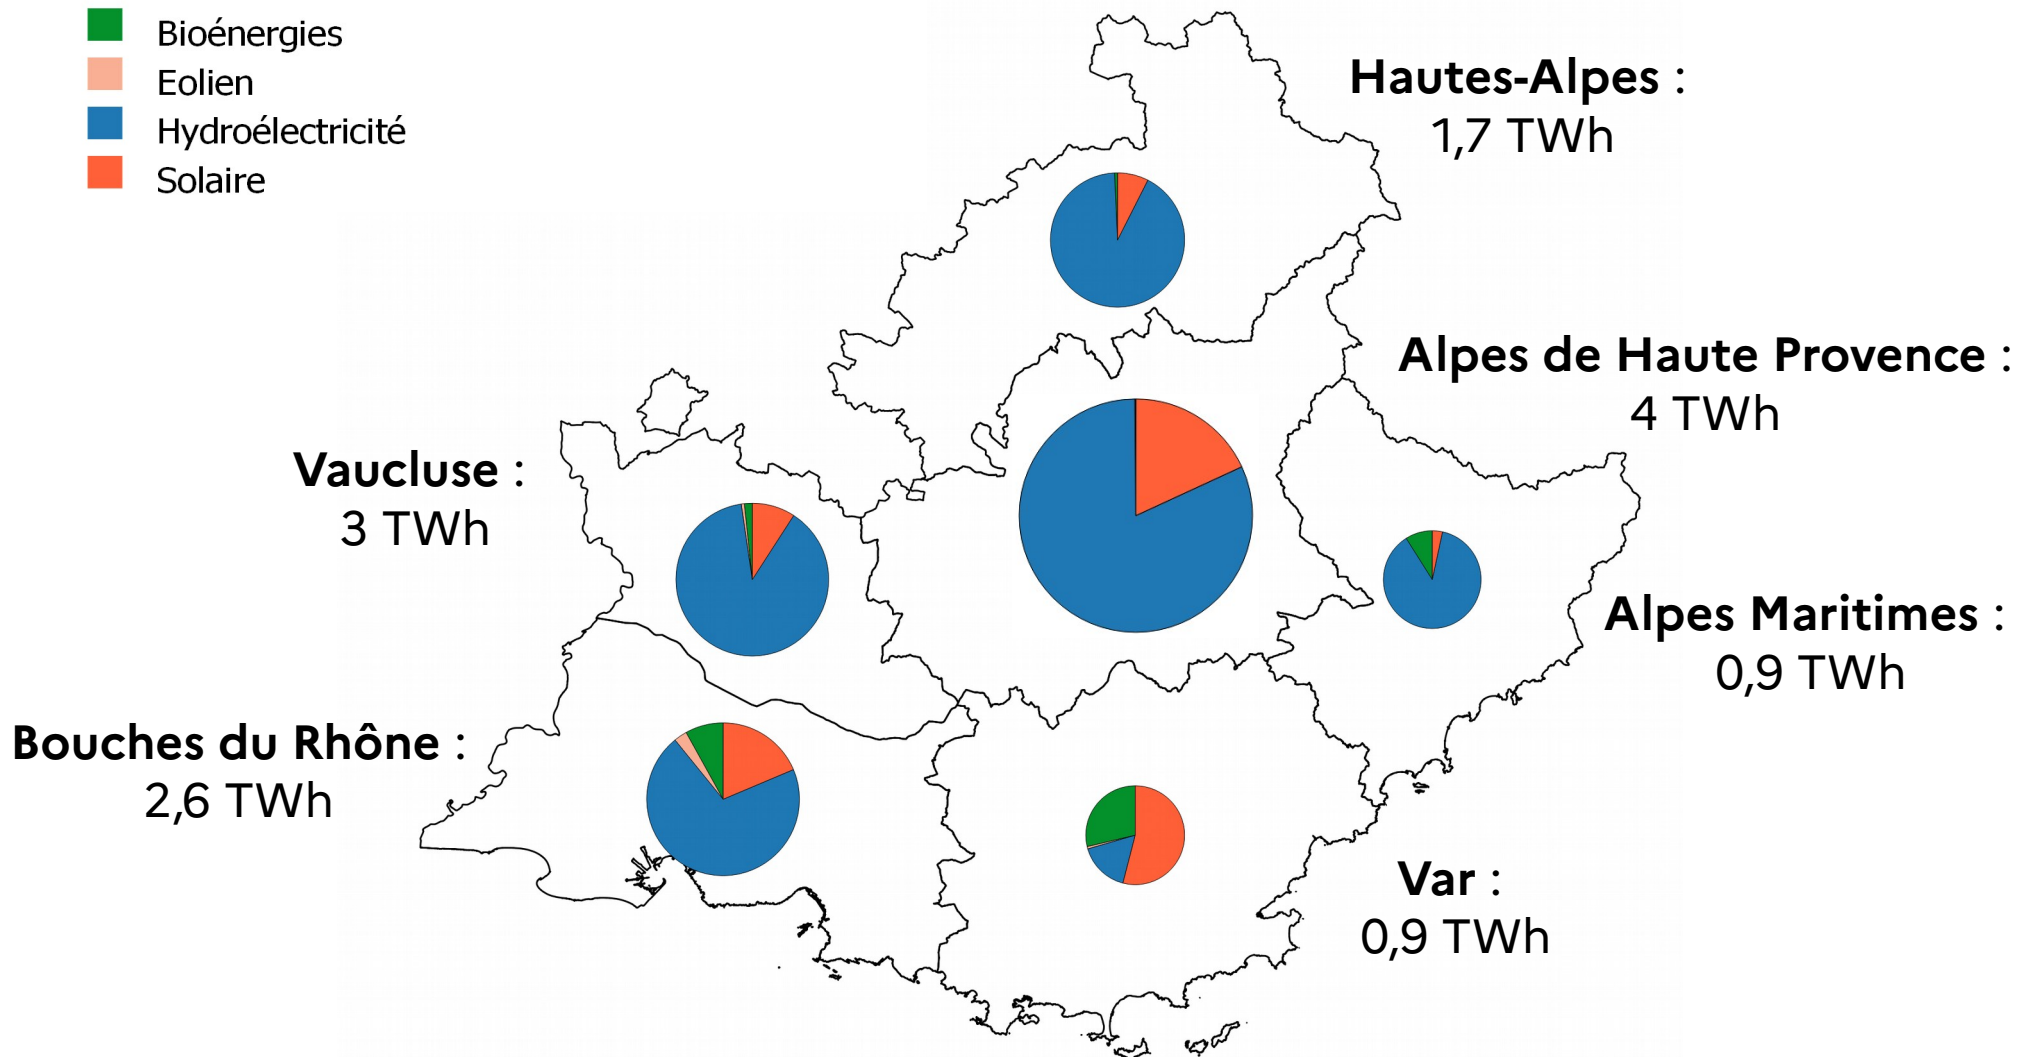 Bioénergies
Eolien
Hydroélectricité
Solaire
Hautes-Alpes :
1,7 TWh
Alpes de Haute Provence :
4 TWh
Vaucluse :
3 TWh
Alpes Maritimes :
0,9 TWh
Bouches du Rhône :
2,6 TWh
Var :
0,9 TWh